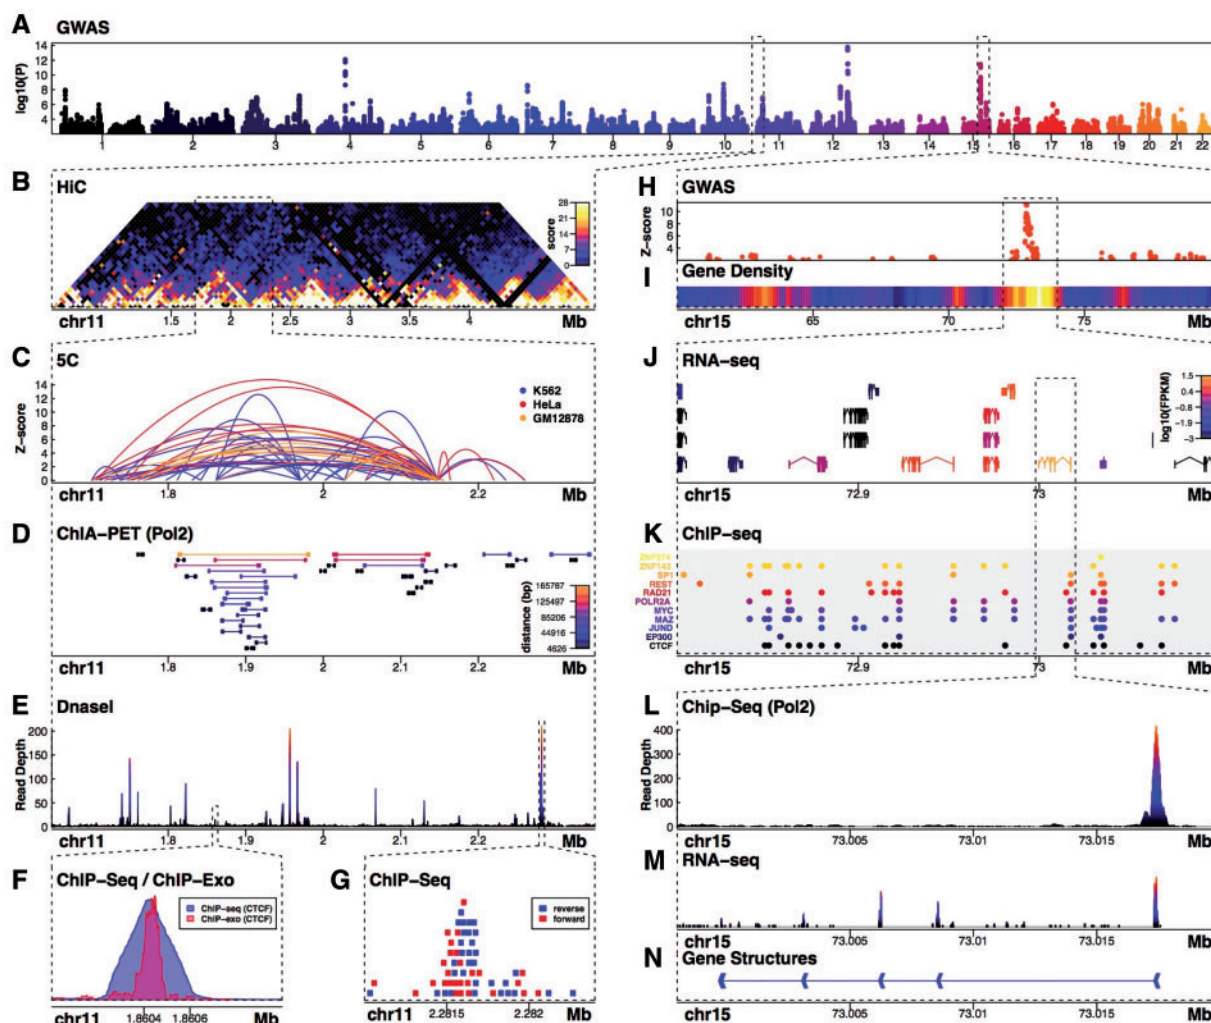 A GWAS
log10(P)
14
12
10
8
6
4
1 2 3 4 5 6 7 8 9 10 11 12 13 14 15 16 17 18 19 20 21 22
B HiC
score
28
21
14
7
0
chr11 1.5 2 2.5 3 3.5 4 Mb
C 5C
Z-score
14
12
10
8
6
4
2
0
K562
HeLa
GM12878
chr11 1.8 2 2.2 Mb
D ChIA-PET (Pol2)
distance (bp)
165787
125497
85206
44916
4626
chr11 1.8 1.9 2 2.1 2.2 Mb
E DnaseI
Read Depth
200
150
100
50
0
chr11 1.8 1.9 2 2.1 2.2 Mb
F ChIP-Seq / ChIP-Exo
ChIP-seq (CTCF)
ChIP-exo (CTCF)
chr11 1.8604 1.8606 Mb
G ChIP-Seq
reverse
forward
chr11 2.2815 2.282 Mb
H GWAS
Z-score
10
8
6
4
I Gene Density
chr15 65 70 75 Mb
J RNA-seq
log10(FPKM)
1.5
0.4
-0.8
-1.9
-3
chr15 72.9 73 Mb
K ChIP-seq
ZNF274
ZNF143
SP1
REST
RAD21
POLR2A
MYC
MAZ
JUND
EP300
CTCF
chr15 72.9 73 Mb
L Chip-Seq (Pol2)
Read Depth
400
300
200
100
0
chr15 73.005 73.01 73.015 Mb
M RNA-seq
chr15 73.005 73.01 73.015 Mb
N Gene Structures
chr15 73.005 73.01 73.015 Mb